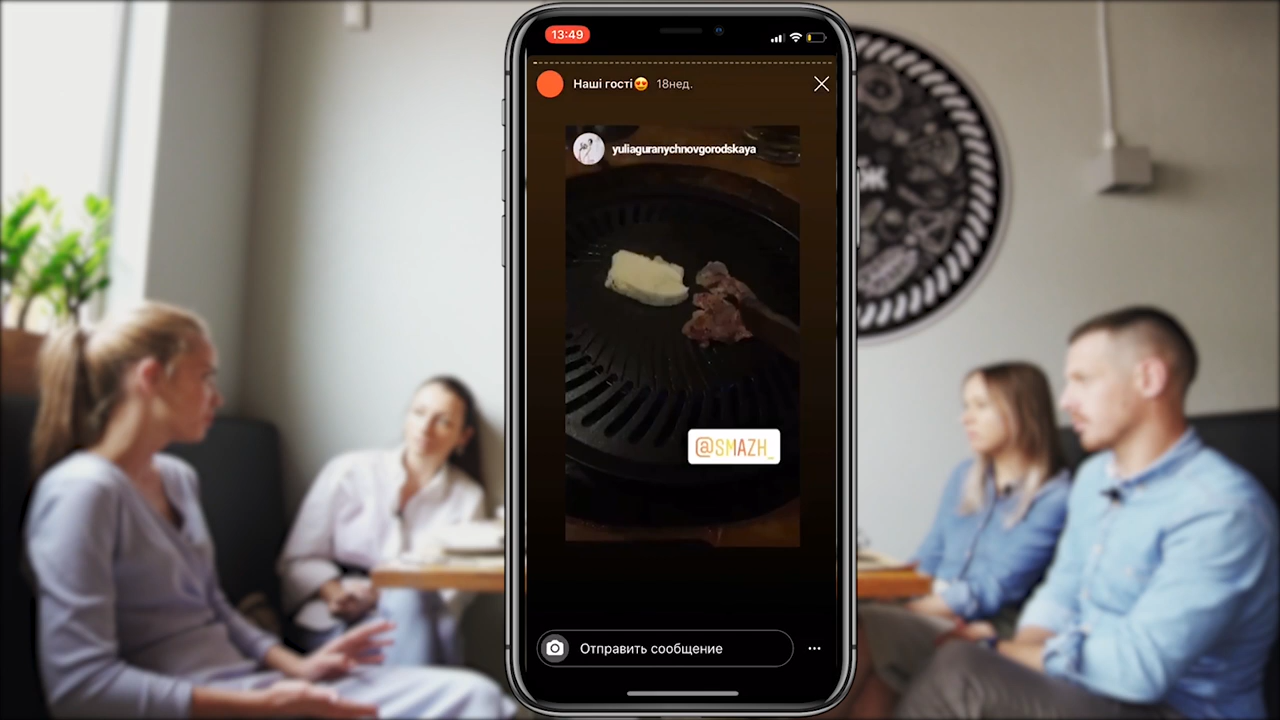 13:49
Наші гості😍 18нед.
yuliaguranychnovgorodskaya
@SMAZH_
Отправить сообщение